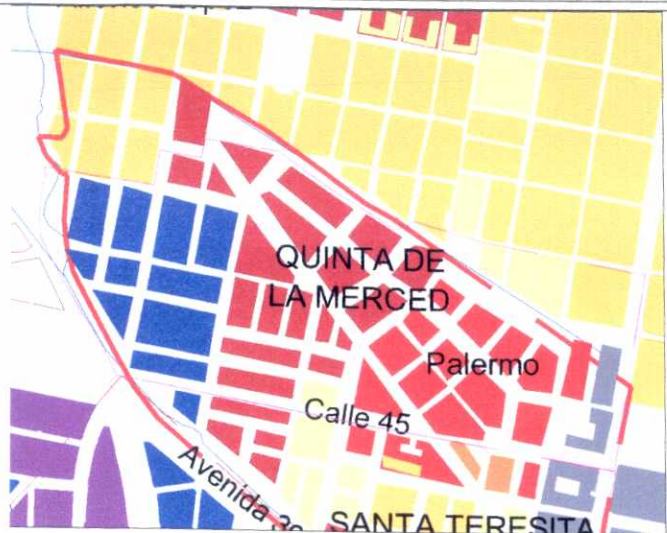 QUINTA DE
LA MERCED
Palermo
Calle 45
Avenida
SANTA TERESITA